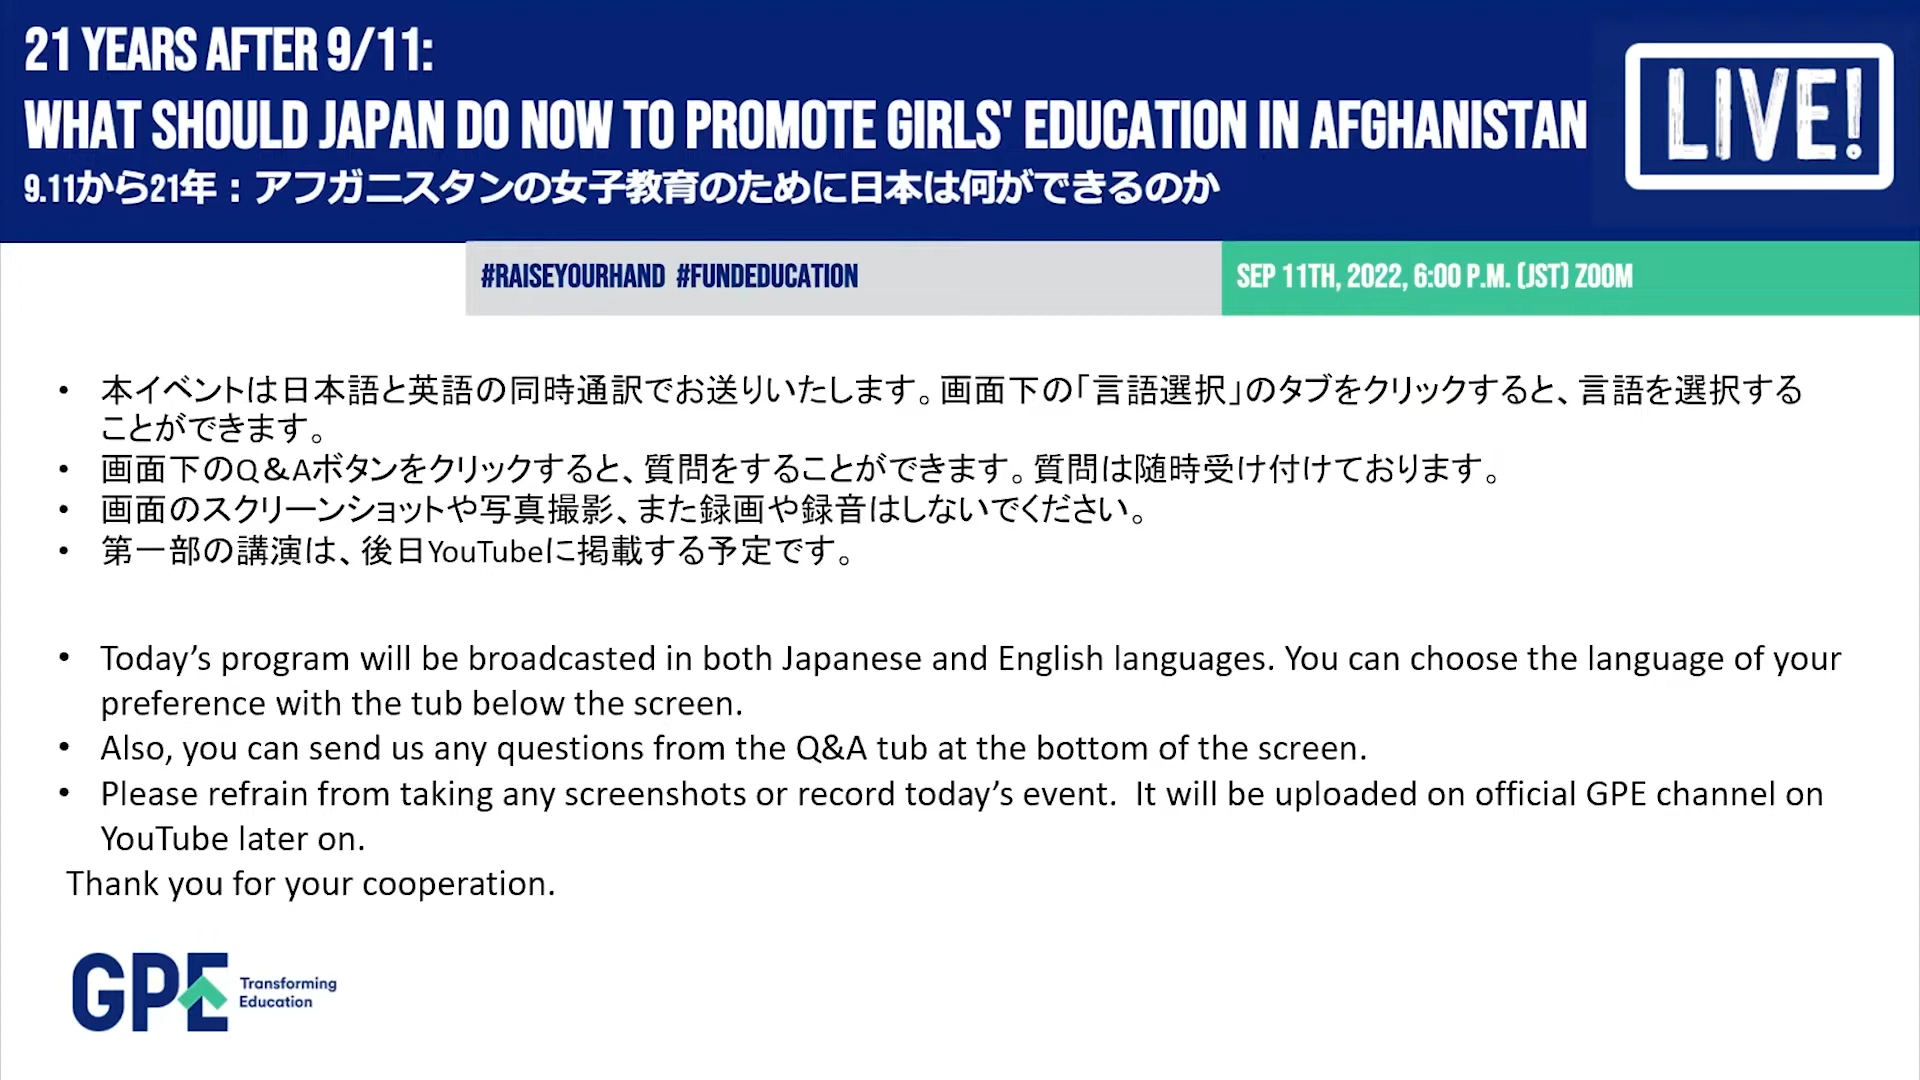 21 YEARS AFTER 9/11:
WHAT SHOULD JAPAN DO NOW TO PROMOTE GIRLS' EDUCATION IN AFGHANISTAN
9.11から21年：アフガニスタンの女子教育のために日本は何ができるのか
LIVE!
#RAISEYOURHAND #FUNDEDUCATION
SEP 11TH, 2022, 6:00 P.M. (JST) ZOOM
• 本イベントは日本語と英語の同時通訳でお送りいたします。画面下の「言語選択」のタブをクリックすると、言語を選択する
ことができます。
• 画面下のQ＆Aボタンをクリックすると、質問をすることができます。質問は随時受け付けております。
• 画面のスクリーンショットや写真撮影、また録画や録音はしないでください。
• 第一部の講演は、後日YouTubeに掲載する予定です。
• Today’s program will be broadcasted in both Japanese and English languages. You can choose the language of your
preference with the tub below the screen.
• Also, you can send us any questions from the Q&A tub at the bottom of the screen.
• Please refrain from taking any screenshots or record today’s event.  It will be uploaded on official GPE channel on
YouTube later on.
Thank you for your cooperation.
GPE
Transforming
Education